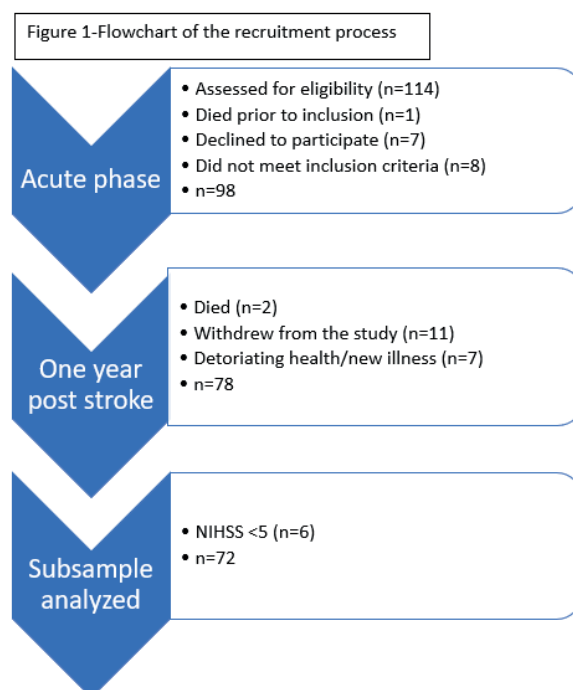 Figure 1-Flowchart of the recruitment process
Acute phase
• Assessed for eligibility (n=114)
• Died prior to inclusion (n=1)
• Declined to participate (n=7)
• Did not meet inclusion criteria (n=8)
• n=98
One year
post stroke
• Died (n=2)
• Withdrew from the study (n=11)
• Detoriating health/new illness (n=7)
• n=78
Subsample
analyzed
• NIHSS <5 (n=6)
• n=72